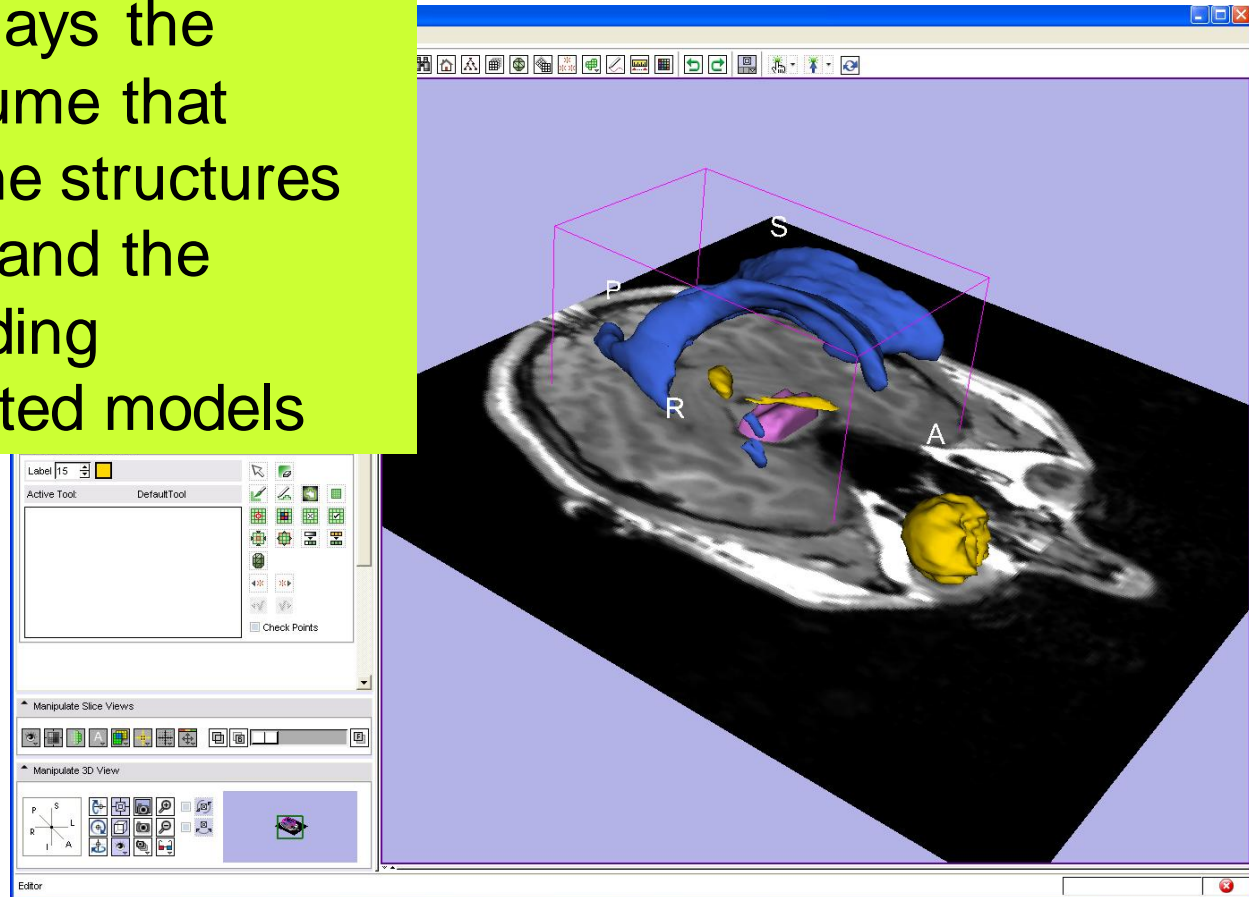 ays the
ume that
ne structures
and the
ding
ted models
S
P
R
A
Label 15
Active Tool: DefaultTool
Check Points
Manipulate Slice Views
A
B
F
Manipulate 3D View
P S
R L
I A
Editor